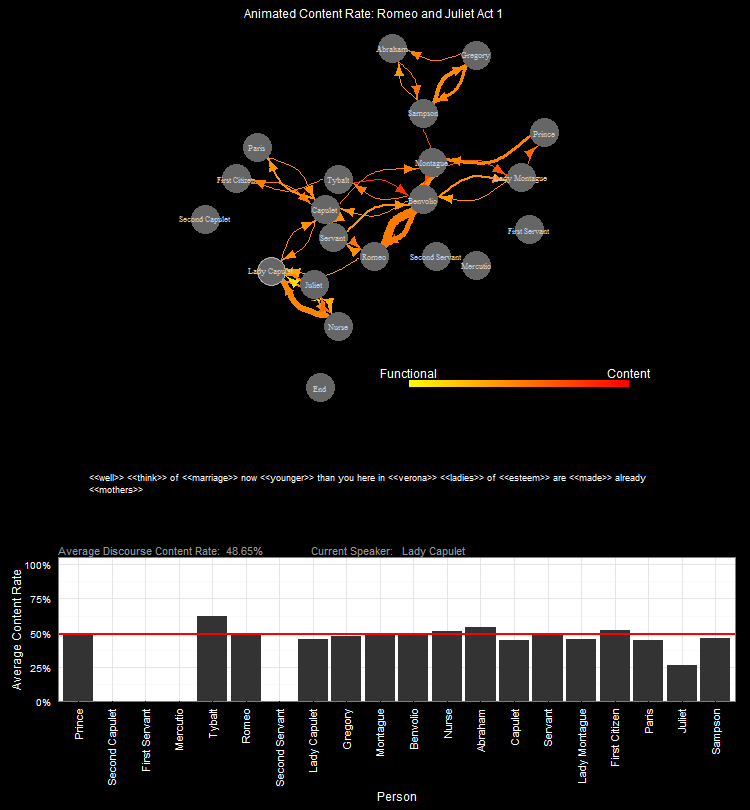 Animated Content Rate: Romeo and Juliet Act 1
Abraham
Gregory
Sampson
Prince
Paris
Montague
First Citizen
Tybalt
Lady Montague
Benvolio
Capulet
Second Capulet
First Servant
Servant
Romeo
Second Servant
Mercutio
Lady Capulet
Juliet
Nurse
End
Functional Content
<<well>> <<think>> of <<marriage>> now <<younger>> than you here in <<verona>> <<ladies>> of <<esteem>> are <<made>> already
<<mothers>>
Average Discourse Content Rate: 48.65% Current Speaker: Lady Capulet
Average Content Rate
100%
75%
50%
25%
0%
Prince
Second Capulet
First Servant
Mercutio
Tybalt
Romeo
Second Servant
Lady Capulet
Gregory
Montague
Benvolio
Nurse
Abraham
Capulet
Servant
Lady Montague
First Citizen
Paris
Juliet
Sampson
Person